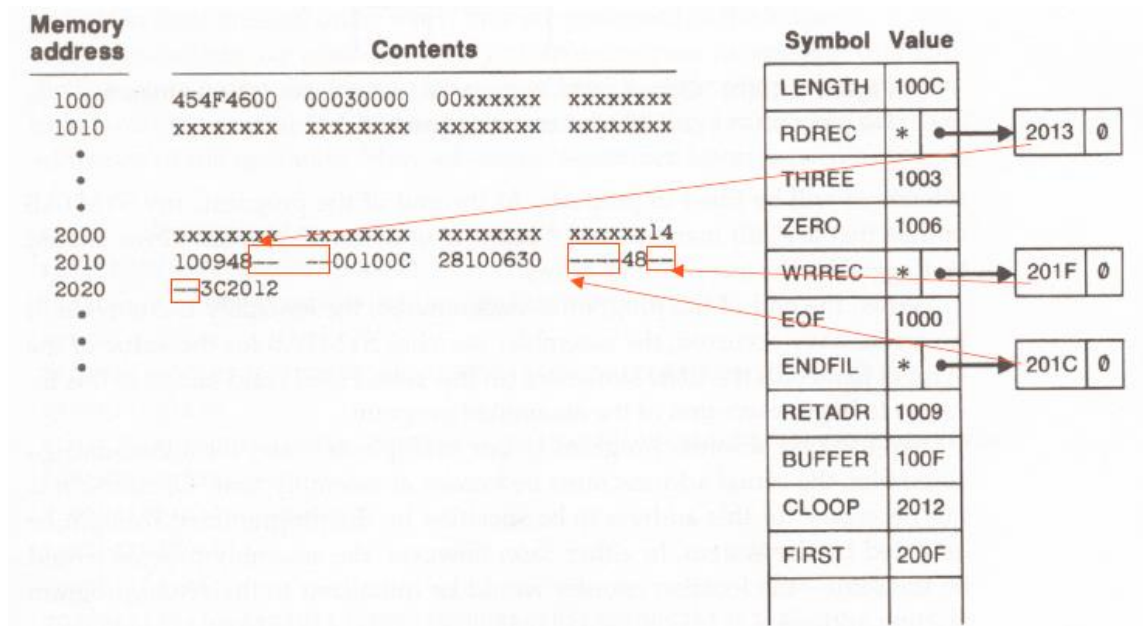 Memory address
Contents
1000 454F4600 00030000 00xxxxxx xxxxxxxx
1010 xxxxxxxx xxxxxxxx xxxxxxxx xxxxxxxx
•
•
•
2000 xxxxxxxx xxxxxxxx xxxxxxxx xxxxxx14
2010 100948-- --00100C 28100630 ----48--
2020 --3C2012
•
•
•
Symbol Value
LENGTH 100C
RDREC * 2013 Ø
THREE 1003
ZERO 1006
WRREC * 201F Ø
EOF 1000
ENDFIL * 201C Ø
RETADR 1009
BUFFER 100F
CLOOP 2012
FIRST 200F